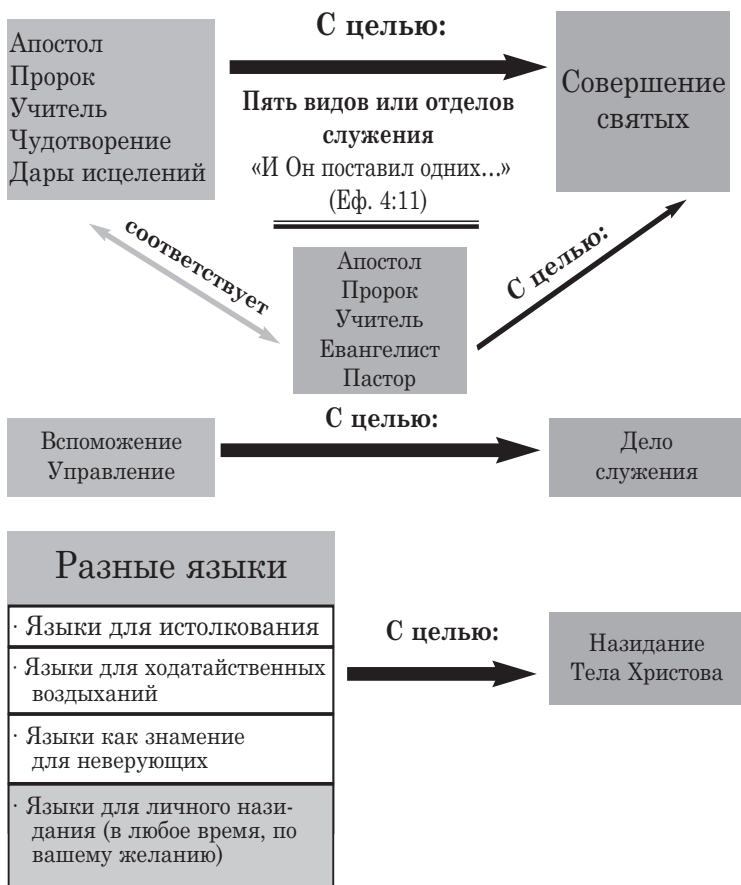 С целью:
Апостол
Пророк
Учитель
Чудотворение
Дары исцелений
Совершение
святых
Пять видов или отделов
служения
«И Он поставил одних...»
(Еф. 4:11)
соответствует
Апостол
Пророк
Учитель
Евангелист
Пастор
С целью:
С целью:
Вспоможение
Управление
Дело
служения
Разные языки
· Языки для истолкования
· Языки для ходатайственных
воздыханий
· Языки как знамение
для неверующих
· Языки для личного нази-
дания (в любое время, по
вашему желанию)
С целью:
Назидание
Тела Христова